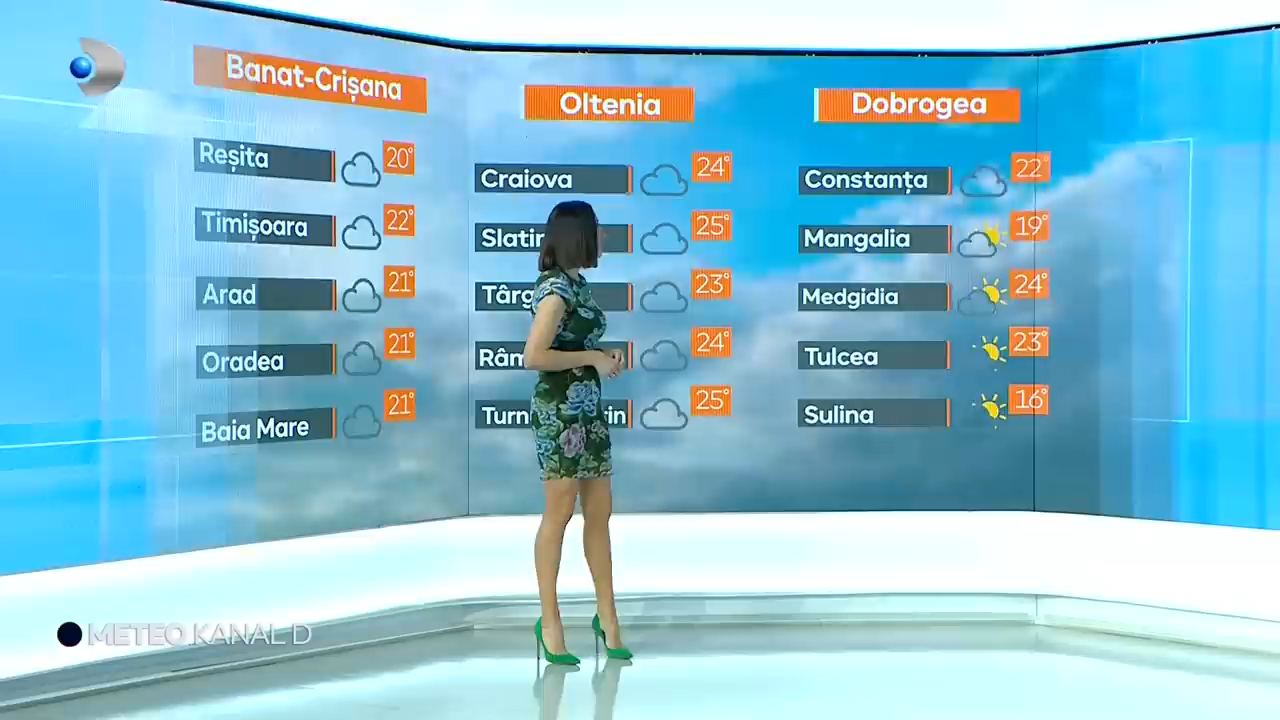 Banat-Crișana
Reșița 20°
Timișoara 22°
Arad 21°
Oradea 21°
Baia Mare 21°
Oltenia
Craiova 24°
25°
23°
24°
25°
Dobrogea
Constanța 22°
Mangalia 19°
Medgidia 24°
Tulcea 23°
Sulina 16°
METEO KANAL D